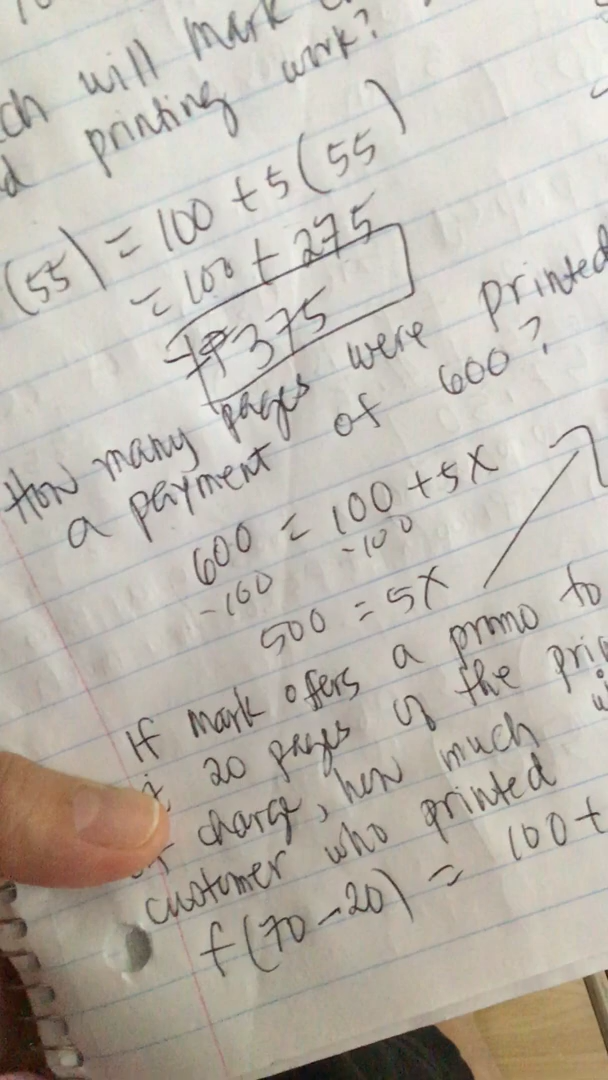 ch will mark
d printing work?
(55) = 100 + 5(55)
= 100 + 275
₱375
How many pages were printed
a payment of 600?
600 = 100 + 5x
-100 -100
500 = 5x
If mark offers a promo to
20 pages of the
of charge, how much
customer who printed
f(70-20) = 100 +